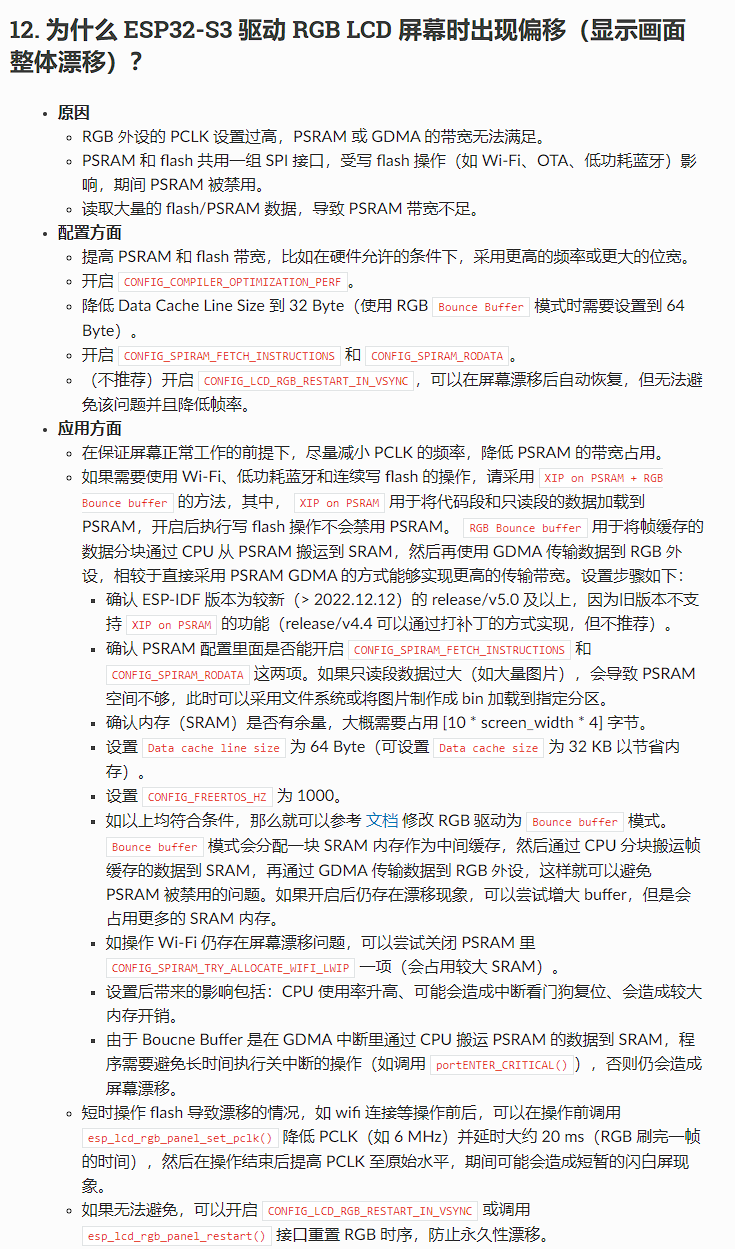 12. 为什么 ESP32-S3 驱动 RGB LCD 屏幕时出现偏移（显示画面
整体漂移）？
• 原因
◦ RGB 外设的 PCLK 设置过高，PSRAM 或 GDMA 的带宽无法满足。
◦ PSRAM 和 flash 共用一组 SPI 接口，受写 flash 操作（如 Wi-Fi、OTA、低功耗蓝牙）影
响，期间 PSRAM 被禁用。
◦ 读取大量的 flash/PSRAM 数据，导致 PSRAM 带宽不足。
• 配置方面
◦ 提高 PSRAM 和 flash 带宽，比如在硬件允许的条件下，采用更高的频率或更大的位宽。
◦ 开启 CONFIG_COMPILER_OPTIMIZATION_PERF 。
◦ 降低 Data Cache Line Size 到 32 Byte（使用 RGB Bounce Buffer 模式时需要设置到 64
Byte）。
◦ 开启 CONFIG_SPIRAM_FETCH_INSTRUCTIONS 和 CONFIG_SPIRAM_RODATA 。
◦ （不推荐）开启 CONFIG_LCD_RGB_RESTART_IN_VSYNC ，可以在屏幕漂移后自动恢复，但无法避
免该问题并且降低帧率。
• 应用方面
◦ 在保证屏幕正常工作的前提下，尽量减小 PCLK 的频率，降低 PSRAM 的带宽占用。
◦ 如果需要使用 Wi-Fi、低功耗蓝牙和连续写 flash 的操作，请采用 XIP on PSRAM + RGB
Bounce buffer 的方法，其中， XIP on PSRAM 用于将代码段和只读段的数据加载到
PSRAM，开启后执行写 flash 操作不会禁用 PSRAM。 RGB Bounce buffer 用于将帧缓存的
数据分块通过 CPU 从 PSRAM 搬运到 SRAM，然后再使用 GDMA 传输数据到 RGB 外
设，相较于直接采用 PSRAM GDMA 的方式能够实现更高的传输带宽。设置步骤如下：
▪ 确认 ESP-IDF 版本为较新（> 2022.12.12）的 release/v5.0 及以上，因为旧版本不支
持 XIP on PSRAM 的功能（release/v4.4 可以通过打补丁的方式实现，但不推荐）。
▪ 确认 PSRAM 配置里面是否能开启 CONFIG_SPIRAM_FETCH_INSTRUCTIONS 和
CONFIG_SPIRAM_RODATA 这两项。如果只读段数据过大（如大量图片），会导致 PSRAM
空间不够，此时可以采用文件系统或将图片制作成 bin 加载到指定分区。
▪ 确认内存（SRAM）是否有余量，大概需要占用 [10 * screen_width * 4] 字节。
▪ 设置 Data cache line size 为 64 Byte（可设置 Data cache size 为 32 KB 以节省内
存）。
▪ 设置 CONFIG_FREERTOS_HZ 为 1000。
▪ 如以上均符合条件，那么就可以参考 文档 修改 RGB 驱动为 Bounce buffer 模式。
Bounce buffer 模式会分配一块 SRAM 内存作为中间缓存，然后通过 CPU 分块搬运帧
缓存的数据到 SRAM，再通过 GDMA 传输数据到 RGB 外设，这样就可以避免
PSRAM 被禁用的问题。如果开启后仍存在漂移现象，可以尝试增大 buffer，但是会
占用更多的 SRAM 内存。
▪ 如操作 Wi-Fi 仍存在屏幕漂移问题，可以尝试关闭 PSRAM 里
CONFIG_SPIRAM_TRY_ALLOCATE_WIFI_LWIP 一项（会占用较大 SRAM）。
▪ 设置后带来的影响包括：CPU 使用率升高、可能会造成中断看门狗复位、会造成较大
内存开销。
▪ 由于 Boucne Buffer 是在 GDMA 中断里通过 CPU 搬运 PSRAM 的数据到 SRAM，程
序需要避免长时间执行关中断的操作（如调用 portENTER_CRITICAL() ），否则仍会造成
屏幕漂移。
◦ 短时操作 flash 导致漂移的情况，如 wifi 连接等操作前后，可以在操作前调用
esp_lcd_rgb_panel_set_pclk() 降低 PCLK（如 6 MHz）并延时大约 20 ms（RGB 刷完一帧
的时间），然后在操作结束后提高 PCLK 至原始水平，期间可能会造成短暂的闪白屏现
象。
◦ 如果无法避免，可以开启 CONFIG_LCD_RGB_RESTART_IN_VSYNC 或调用
esp_lcd_rgb_panel_restart() 接口重置 RGB 时序，防止永久性漂移。